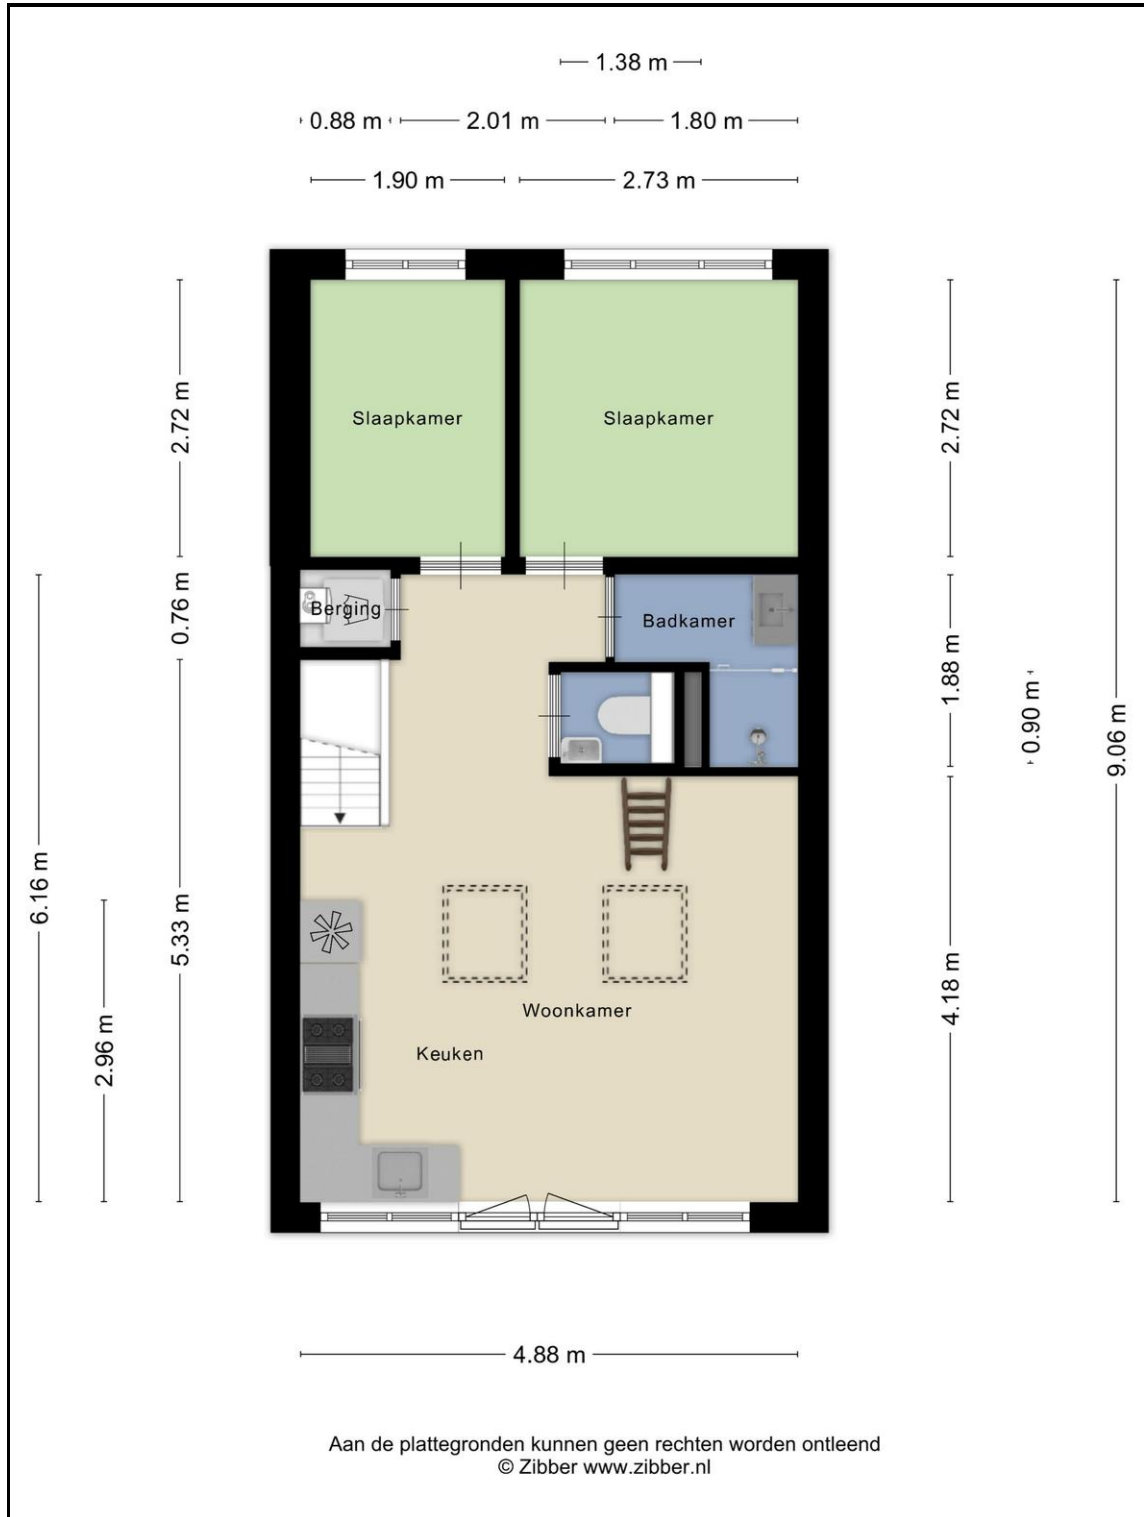 1.38 m
0.88 m
2.01 m
1.80 m
1.90 m
2.73 m
2.72 m
2.72 m
Slaapkamer
Slaapkamer
0.76 m
Berging
Badkamer
1.88 m
0.90 m
9.06 m
6.16 m
5.33 m
2.96 m
4.18 m
Woonkamer
Keuken
4.88 m
Aan de plattegronden kunnen geen rechten worden ontleend
© Zibber www.zibber.nl